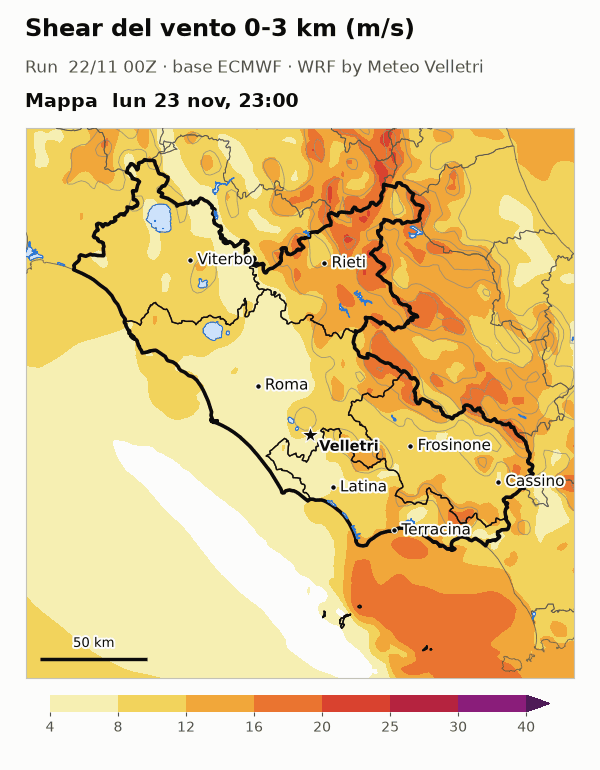 Shear del vento 0-3 km (m/s)
Run  22/11 00Z · base ECMWF · WRF by Meteo Velletri
Mappa  lun 23 nov, 23:00
Viterbo
Rieti
Roma
Velletri
Frosinone
Cassino
Latina
Terracina
50 km
4 8 12 16 20 25 30 40